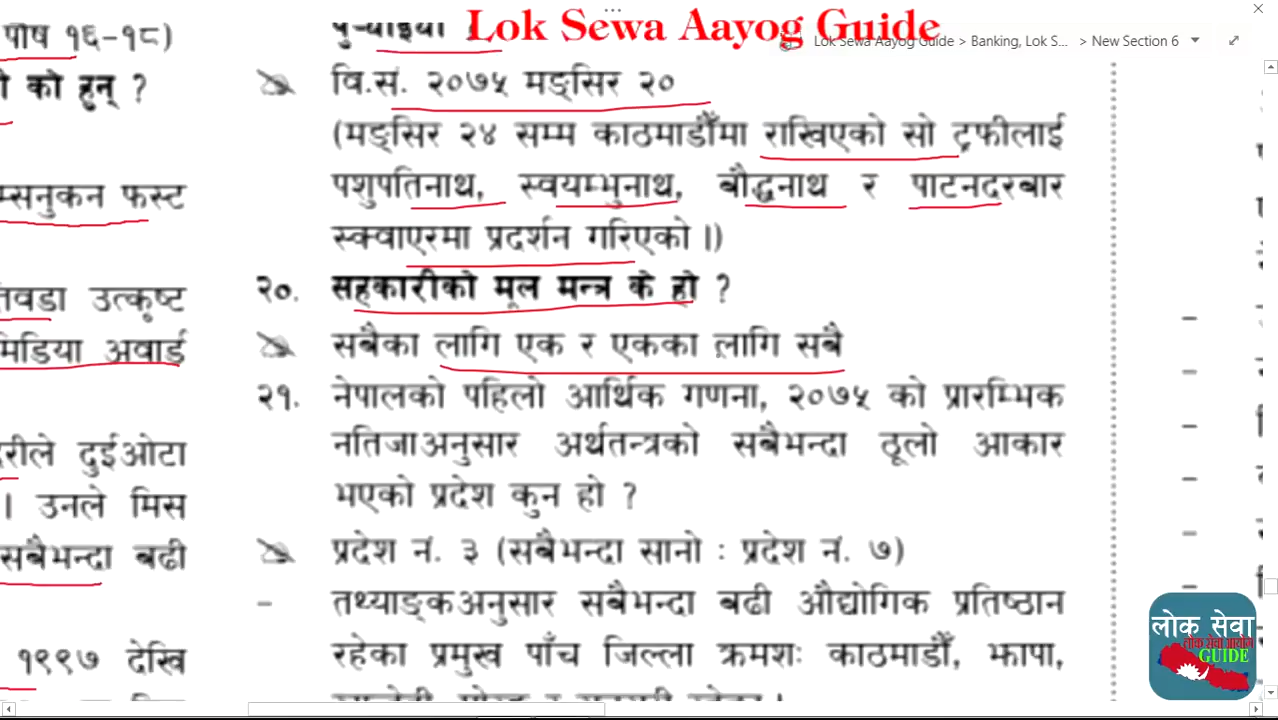 Lok Sewa Aayog Guide
Lok Sewa Aayog Guide > Banking, Lok S... > New Section 6
पौष १६-१८)
को हुन् ?
म्सनुकन फस्ट
उत्कृष्ट
मिडिया अवार्ड
दुईओटा
। उनले मिस
सबैभन्दा बढी
१९९७ देखि
पु-याइयो
वि.सं. २०७५ मङ्सिर २०
(मङ्सिर २४ सम्म काठमाडौँमा राखिएको सो ट्रफीलाई
पशुपतिनाथ, स्वयम्भुनाथ, बौद्धनाथ र पाटनदरबार
स्क्वाएरमा प्रदर्शन गरिएको ।)
२०. सहकारीको मूल मन्त्र के हो ?
सबैका लागि एक र एकका लागि सबै
२१. नेपालको पहिलो आर्थिक गणना, २०७५ को प्रारम्भिक
नतिजाअनुसार अर्थतन्त्रको सबैभन्दा ठूलो आकार
भएको प्रदेश कुन हो ?
प्रदेश नं. ३ (सबैभन्दा सानो : प्रदेश नं. ७)
- तथ्याङ्कअनुसार सबैभन्दा बढी औद्योगिक प्रतिष्ठान
रहेका प्रमुख पाँच जिल्ला क्रमशः काठमाडौँ, झापा,
लोक सेवा
लोक सेवा आयोग
GUIDE